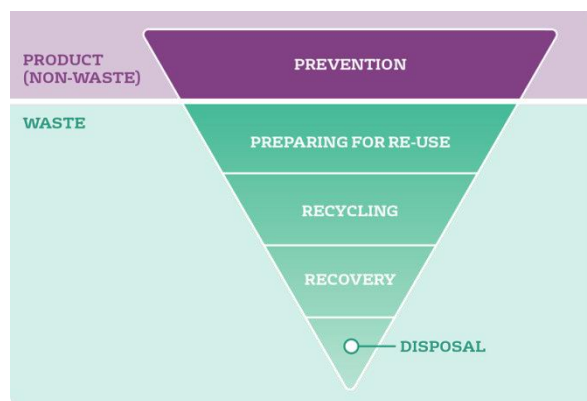 PRODUCT
(NON-WASTE)
PREVENTION
WASTE
PREPARING FOR RE-USE
RECYCLING
RECOVERY
DISPOSAL